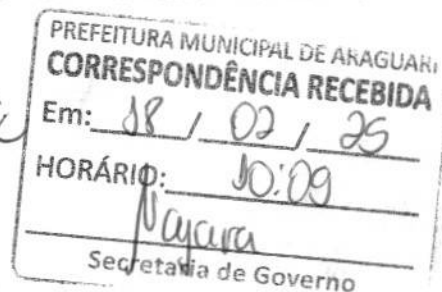 PREFEITURA MUNICIPAL DE ARAGUARI
CORRESPONDÊNCIA RECEBIDA
Em: 18 / 02 / 25
HORÁRIO: 10:09
Nayara
Secretaria de Governo